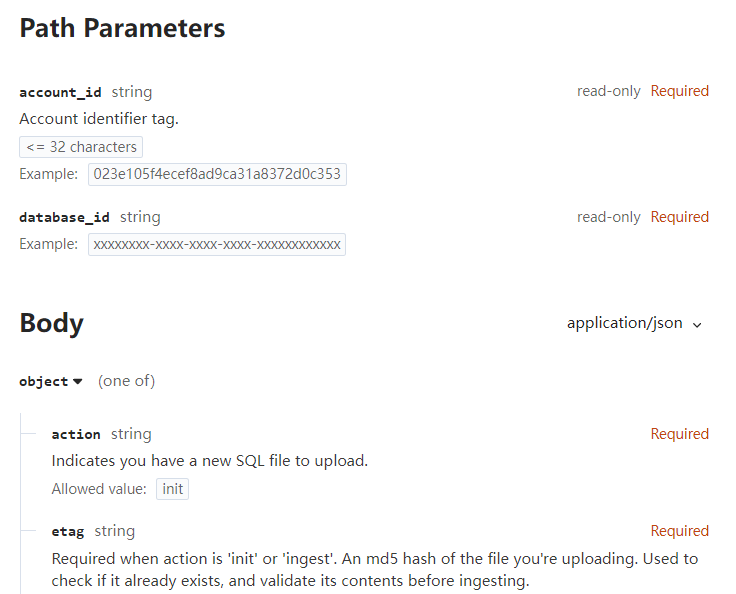 Path Parameters
account_id string read-only Required
Account identifier tag.
<= 32 characters
Example: 023e105f4ecef8ad9ca31a8372d0c353
database_id string read-only Required
Example: xxxxxxxx-xxxx-xxxx-xxxx-xxxxxxxxxxxx
Body application/json
object (one of)
action string Required
Indicates you have a new SQL file to upload.
Allowed value: init
etag string Required
Required when action is 'init' or 'ingest'. An md5 hash of the file you're uploading. Used to
check if it already exists, and validate its contents before ingesting.